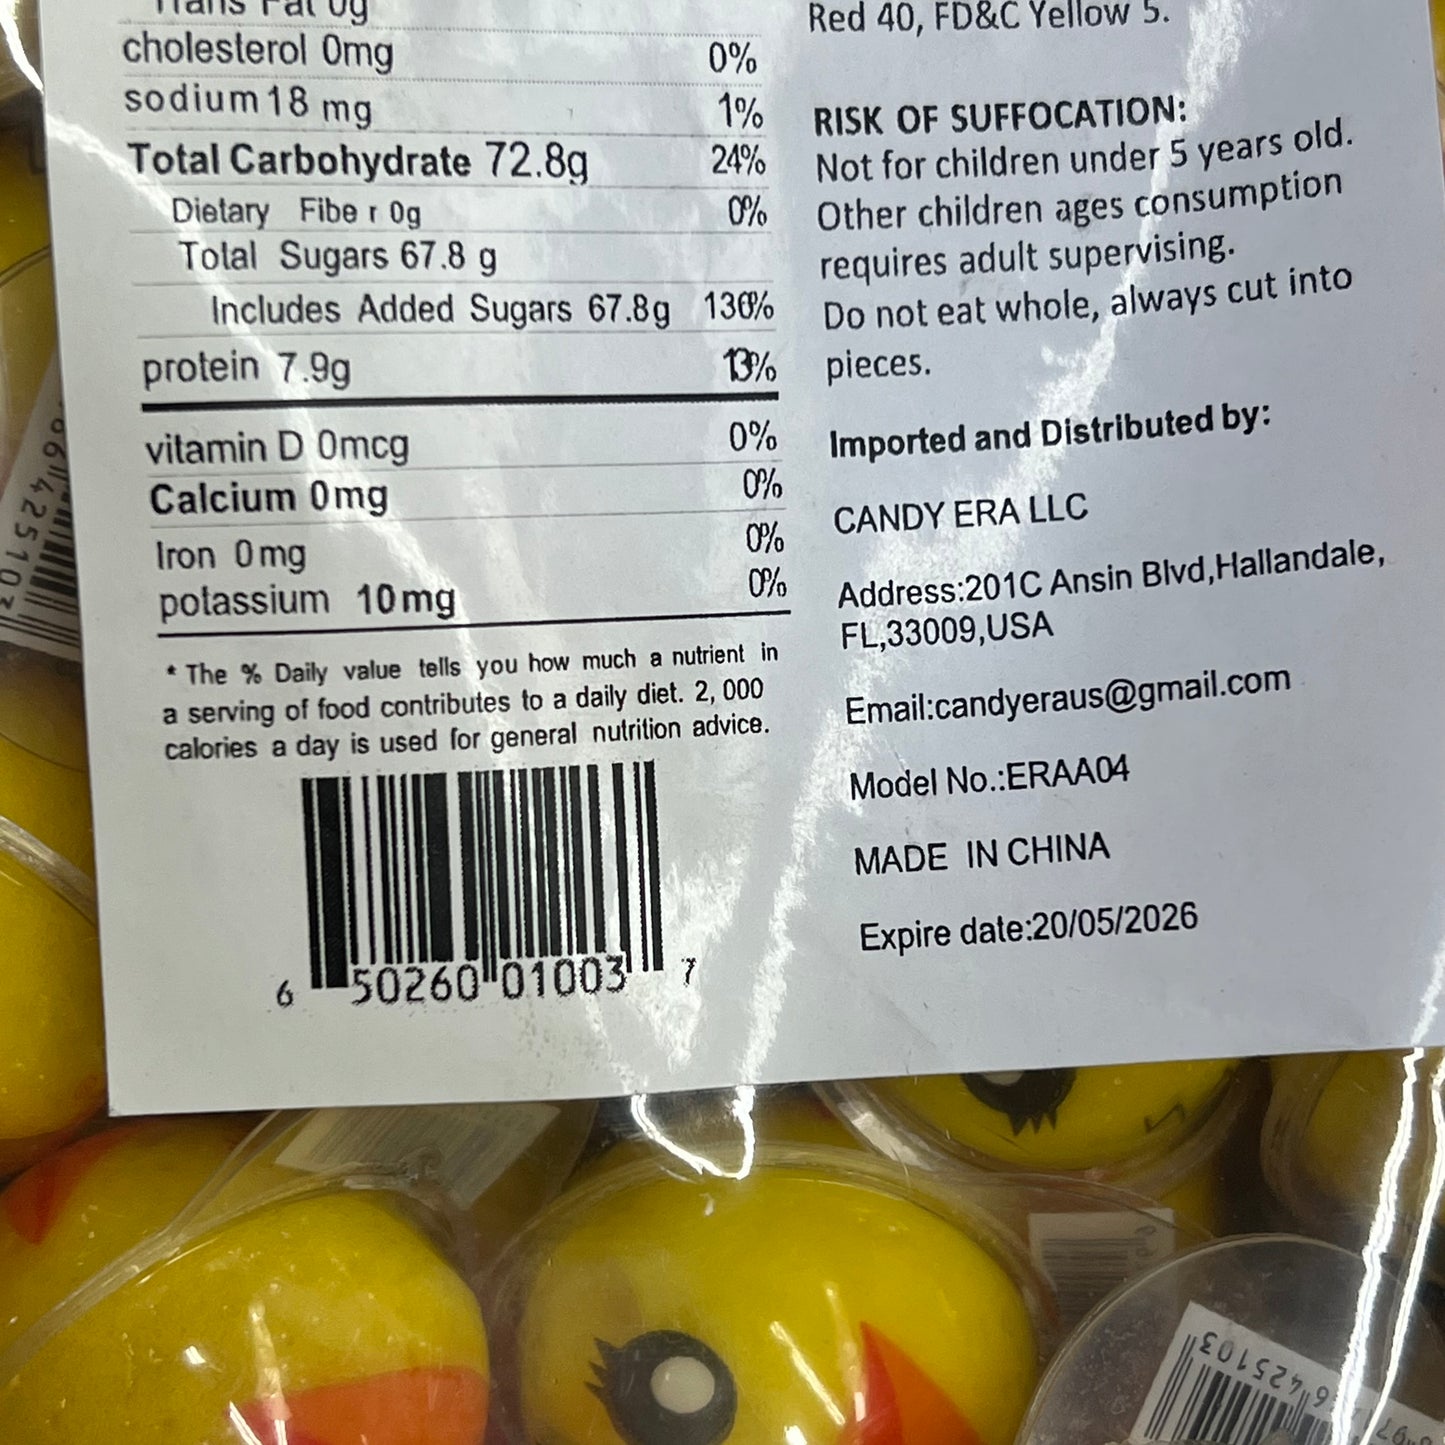 Trans Fat 0g
cholesterol 0mg 0%
sodium 18 mg 1%
Total Carbohydrate 72.8g 24%
Dietary Fiber 0g 0%
Total Sugars 67.8 g
Includes Added Sugars 67.8g 136%
protein 7.9g 13%
vitamin D 0mcg 0%
Calcium 0mg 0%
Iron 0mg 0%
potassium 10mg 0%
* The % Daily value tells you how much a nutrient in
a serving of food contributes to a daily diet. 2, 000
calories a day is used for general nutrition advice.
6 50260 01003 7
Red 40, FD&C Yellow 5.
RISK OF SUFFOCATION:
Not for children under 5 years old.
Other children ages consumption
requires adult supervising.
Do not eat whole, always cut into
pieces.
Imported and Distributed by:
CANDY ERA LLC
Address:201C Ansin Blvd,Hallandale,
FL,33009,USA
Email:candyeraus@gmail.com
Model No.:ERAA04
MADE IN CHINA
Expire date:20/05/2026
6 425103